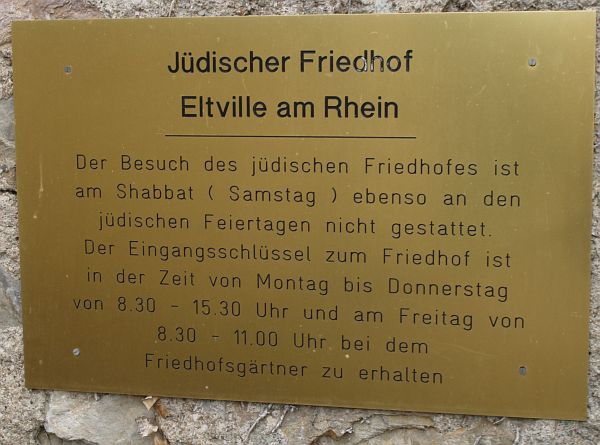 Jüdischer Friedhof
Eltville am Rhein
Der Besuch des jüdischen Friedhofes ist
am Shabbat ( Samstag ) ebenso an den
jüdischen Feiertagen nicht gestattet.
Der Eingangsschlüssel zum Friedhof ist
in der Zeit von Montag bis Donnerstag
von 8.30 - 15.30 Uhr und am Freitag von
8.30 - 11.00 Uhr bei dem
Friedhofsgärtner zu erhalten